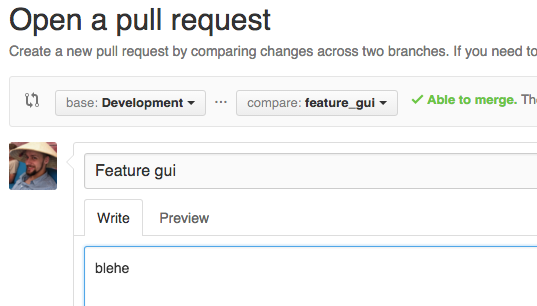 Open a pull request
Create a new pull request by comparing changes across two branches. If you need to
base: Development ... compare: feature_gui Able to merge. The
Feature gui
Write Preview
blehe